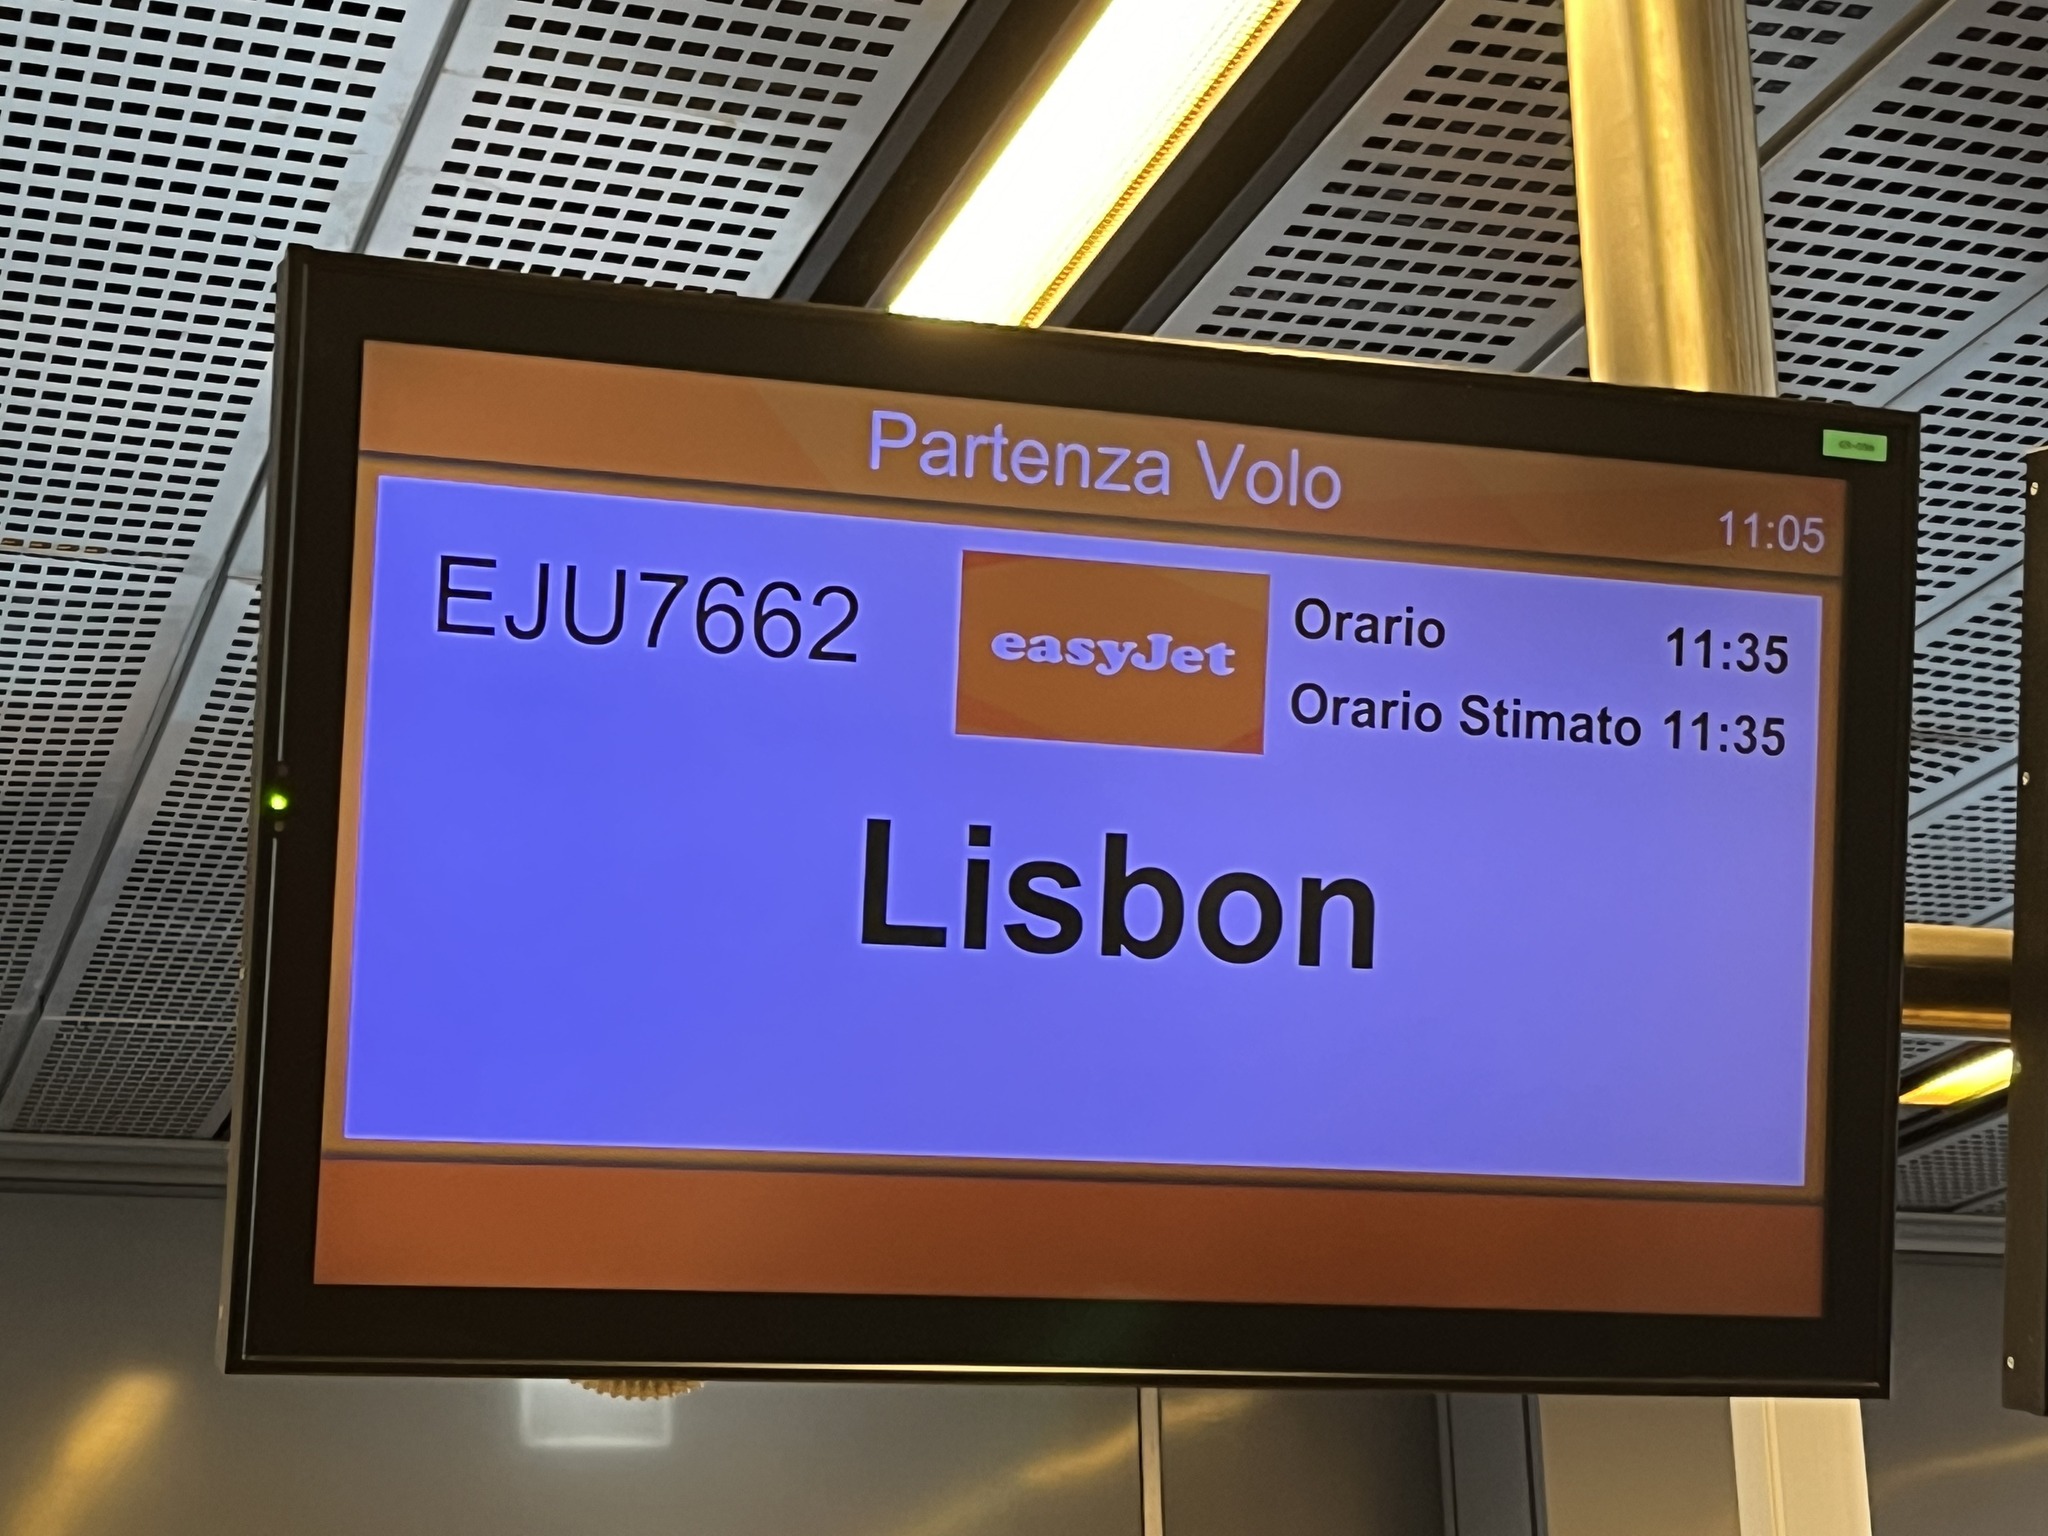 Partenza Volo
11:05
EJU7662
easyJet
Orario 11:35
Orario Stimato 11:35
Lisbon